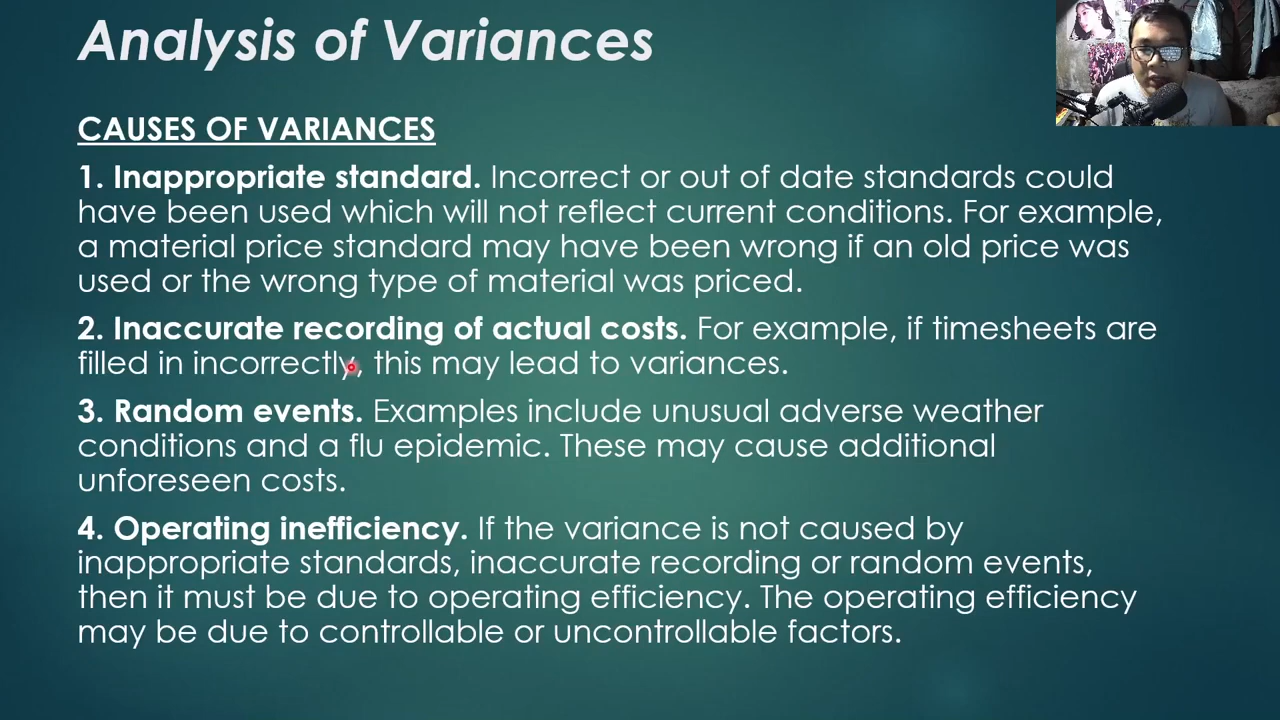 Analysis of Variances
CAUSES OF VARIANCES
1. Inappropriate standard. Incorrect or out of date standards could
have been used which will not reflect current conditions. For example,
a material price standard may have been wrong if an old price was
used or the wrong type of material was priced.
2. Inaccurate recording of actual costs. For example, if timesheets are
filled in incorrectly, this may lead to variances.
3. Random events. Examples include unusual adverse weather
conditions and a flu epidemic. These may cause additional
unforeseen costs.
4. Operating inefficiency. If the variance is not caused by
inappropriate standards, inaccurate recording or random events,
then it must be due to operating efficiency. The operating efficiency
may be due to controllable or uncontrollable factors.